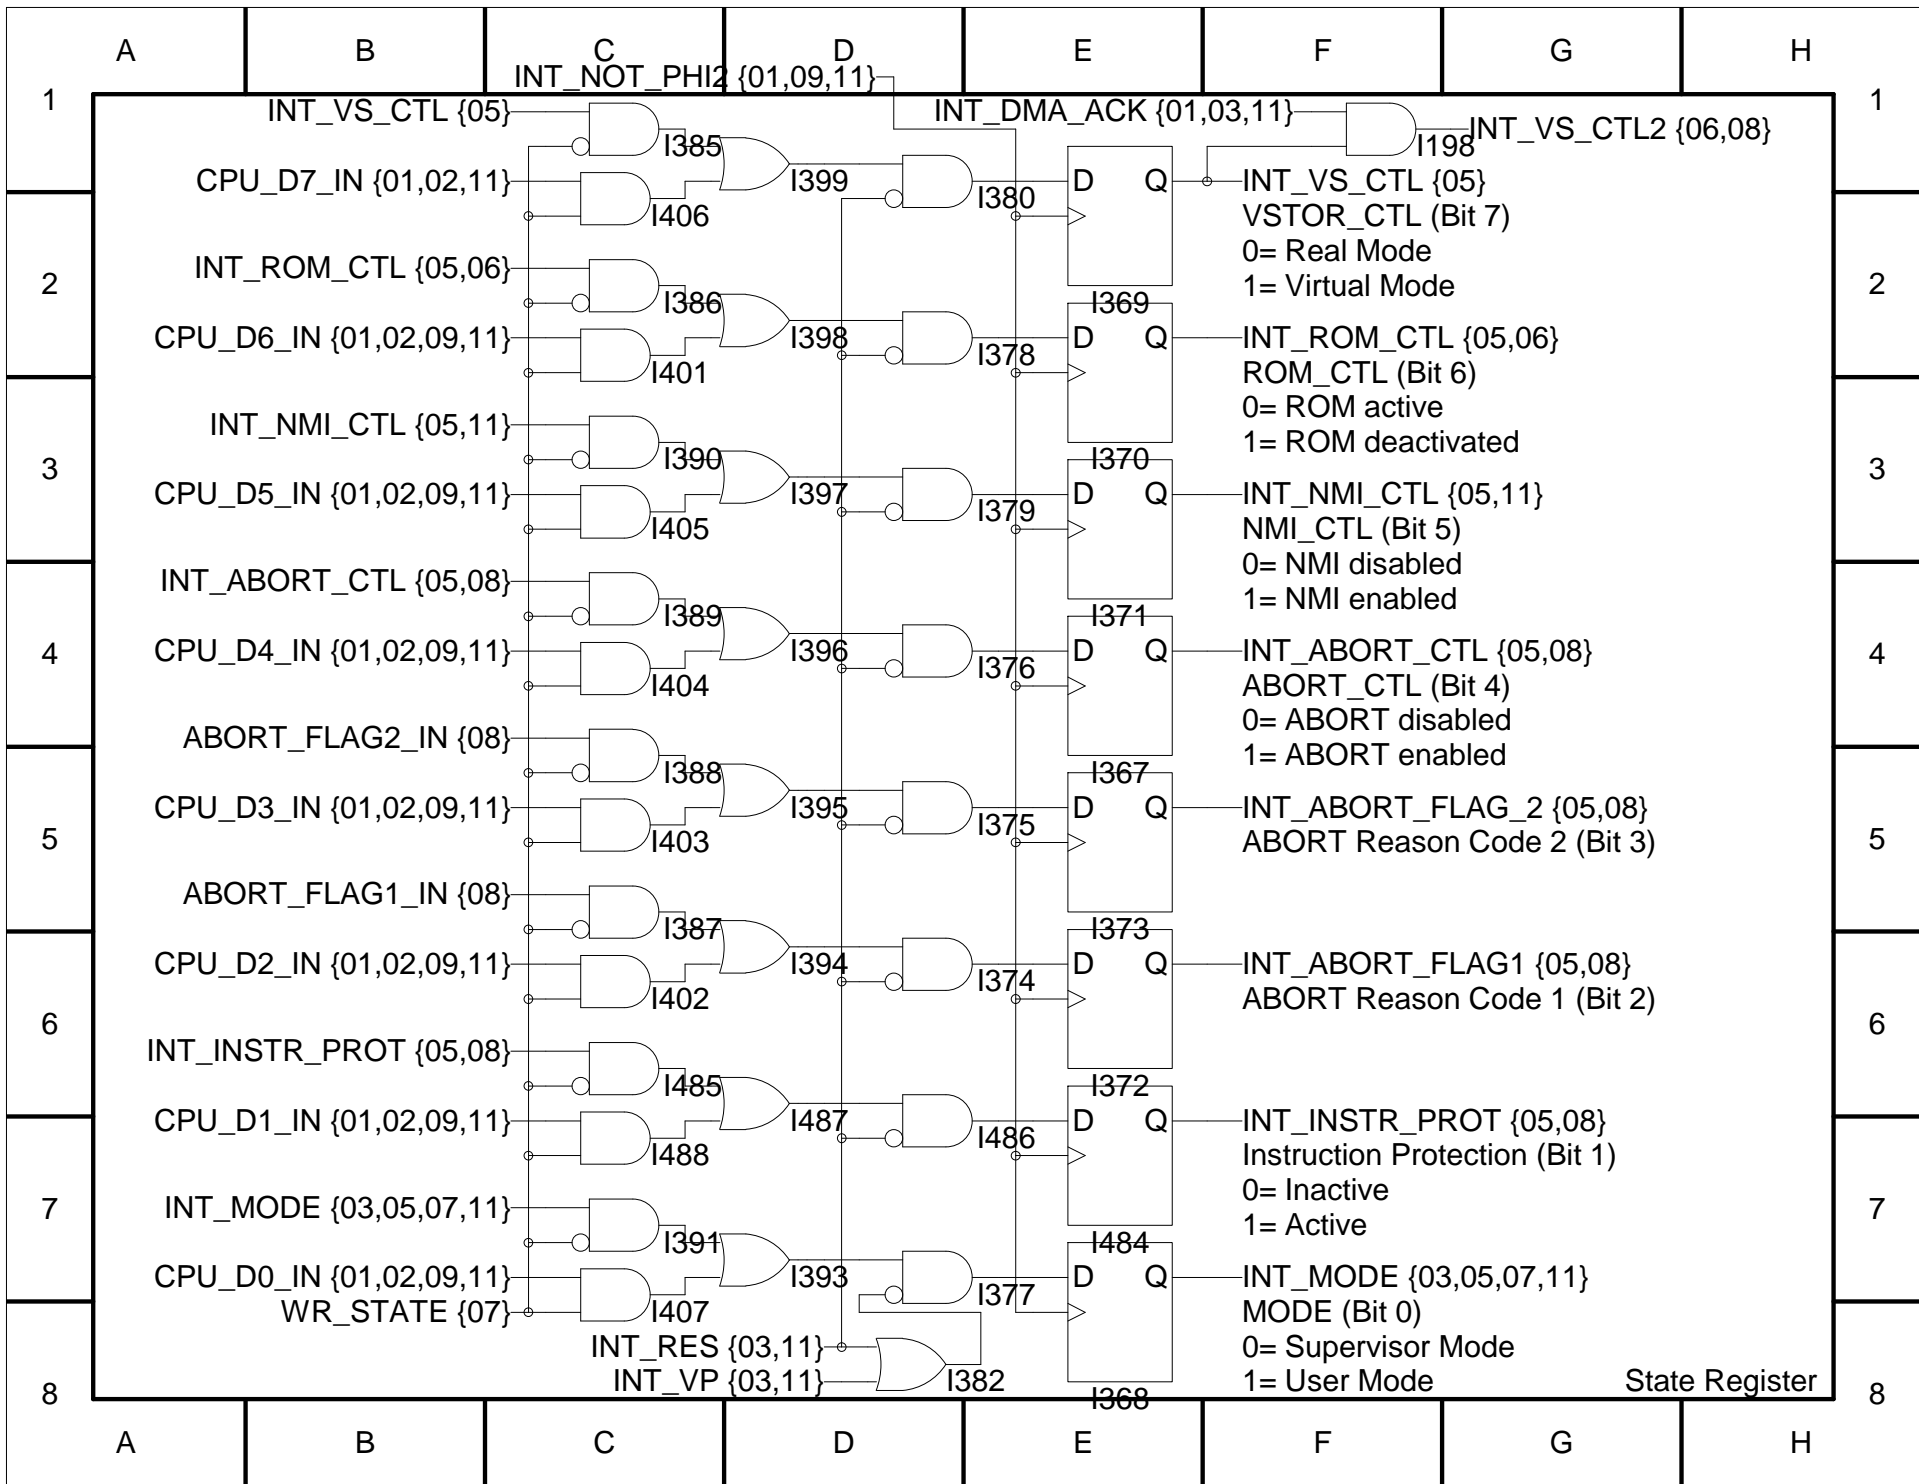 A B C D E F G H
INT_NOT_PHI2 {01,09,11}
1 1
INT_VS_CTL {05}
INT_DMA_ACK {01,03,11}
I385
I198
INT_VS_CTL2 {06,08}
CPU_D7_IN {01,02,11}
I406
I399
I380
D Q
INT_VS_CTL {05}
VSTOR_CTL (Bit 7)
0= Real Mode
1= Virtual Mode
I369
2 2
INT_ROM_CTL {05,06}
I386
CPU_D6_IN {01,02,09,11}
I401
I398
I378
D Q
INT_ROM_CTL {05,06}
ROM_CTL (Bit 6)
0= ROM active
1= ROM deactivated
I370
3 3
INT_NMI_CTL {05,11}
I390
CPU_D5_IN {01,02,09,11}
I405
I397
I379
D Q
INT_NMI_CTL {05,11}
NMI_CTL (Bit 5)
0= NMI disabled
1= NMI enabled
I371
4 4
INT_ABORT_CTL {05,08}
I389
CPU_D4_IN {01,02,09,11}
I404
I396
I376
D Q
INT_ABORT_CTL {05,08}
ABORT_CTL (Bit 4)
0= ABORT disabled
1= ABORT enabled
I367
5 5
ABORT_FLAG2_IN {08}
I388
CPU_D3_IN {01,02,09,11}
I403
I395
I375
D Q
INT_ABORT_FLAG_2 {05,08}
ABORT Reason Code 2 (Bit 3)
I373
6 6
ABORT_FLAG1_IN {08}
I387
CPU_D2_IN {01,02,09,11}
I402
I394
I374
D Q
INT_ABORT_FLAG1 {05,08}
ABORT Reason Code 1 (Bit 2)
I372
7 7
INT_INSTR_PROT {05,08}
I485
CPU_D1_IN {01,02,09,11}
I488
I487
I486
D Q
INT_INSTR_PROT {05,08}
Instruction Protection (Bit 1)
0= Inactive
1= Active
I484
INT_MODE {03,05,07,11}
I391
CPU_D0_IN {01,02,09,11}
WR_STATE {07}
I407
I393
I377
D Q
INT_MODE {03,05,07,11}
MODE (Bit 0)
0= Supervisor Mode
1= User Mode
I368
8 8
INT_RES {03,11}
INT_VP {03,11}
I382
State Register
A B C D E F G H